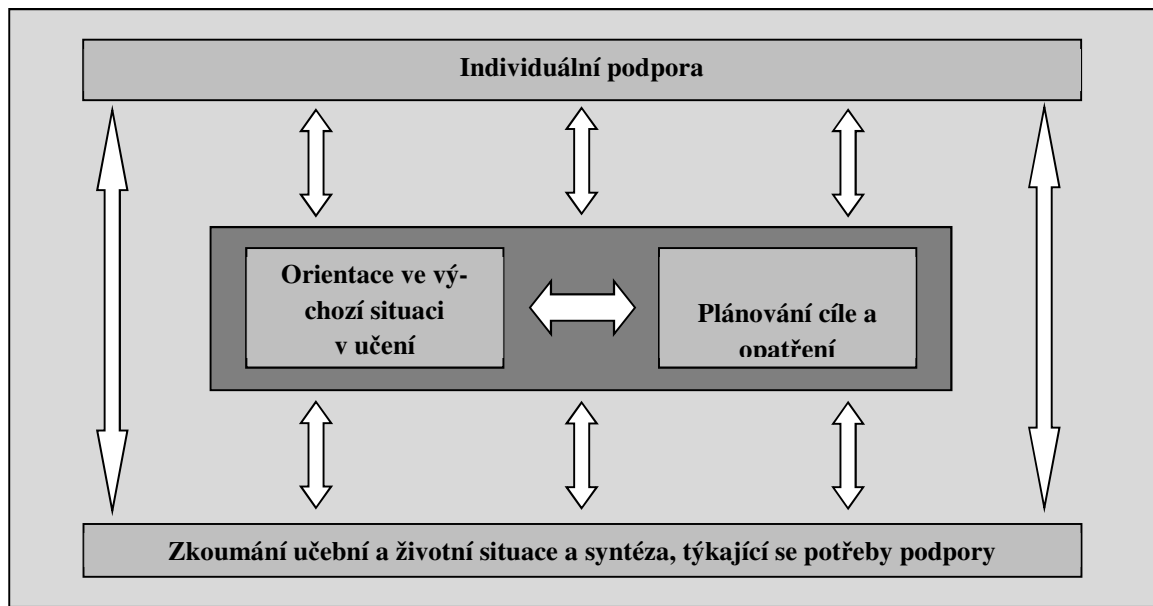 Individuální podpora
Orientace ve vý-
chozí situaci
v učení
Plánování cíle a
opatření
Zkoumání učební a životní situace a syntéza, týkající se potřeby podpory